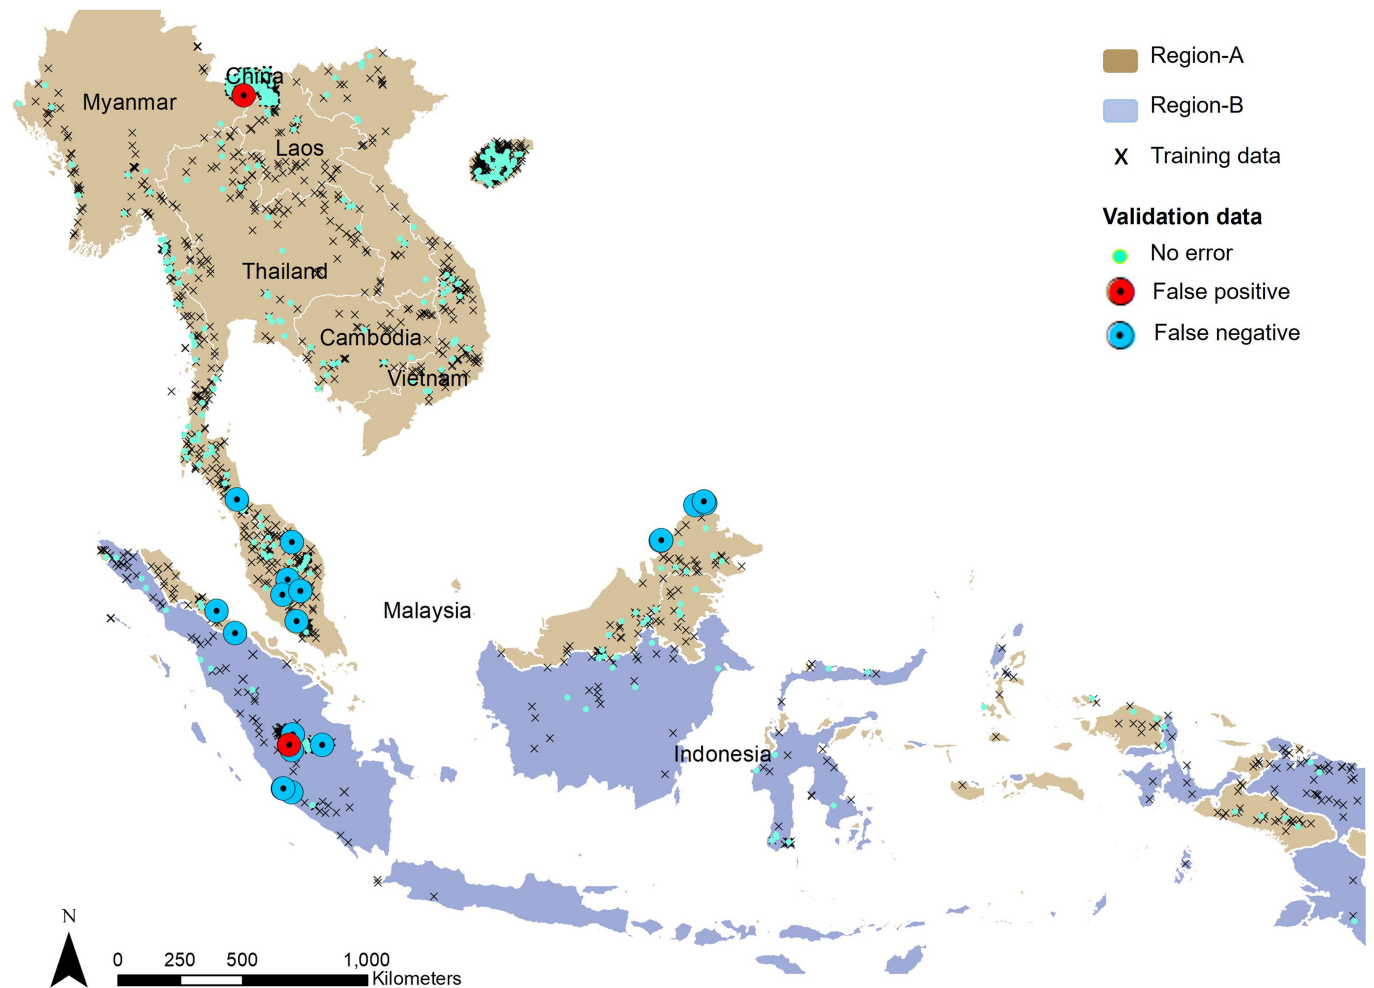 China
Myanmar
Laos
Thailand
Cambodia
Vietnam
Malaysia
Indonesia
Region-A
Region-B
x Training data
Validation data
No error
False positive
False negative
N
0 250 500 1,000
Kilometers